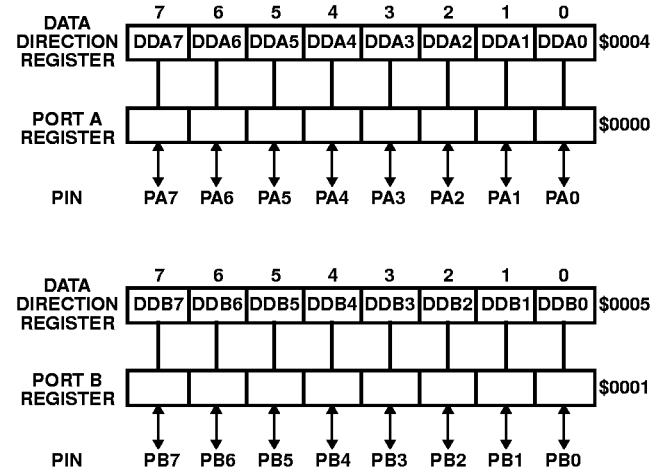 7 6 5 4 3 2 1 0
DATA
DIRECTION
REGISTER
DDA7 DDA6 DDA5 DDA4 DDA3 DDA2 DDA1 DDA0 $0004
PORT A
REGISTER
$0000
PIN PA7 PA6 PA5 PA4 PA3 PA2 PA1 PA0
7 6 5 4 3 2 1 0
DATA
DIRECTION
REGISTER
DDB7 DDB6 DDB5 DDB4 DDB3 DDB2 DDB1 DDB0 $0005
PORT B
REGISTER
$0001
PIN PB7 PB6 PB5 PB4 PB3 PB2 PB1 PB0